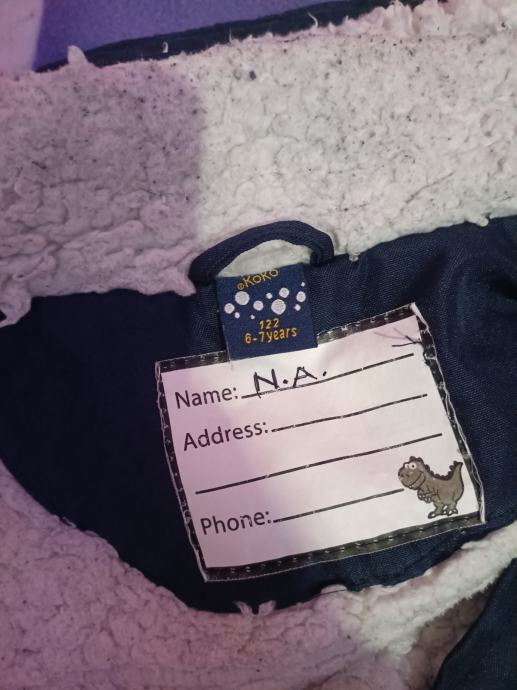 ©KOKO
122
6-7years
Name: N.A.
Address:
Phone: